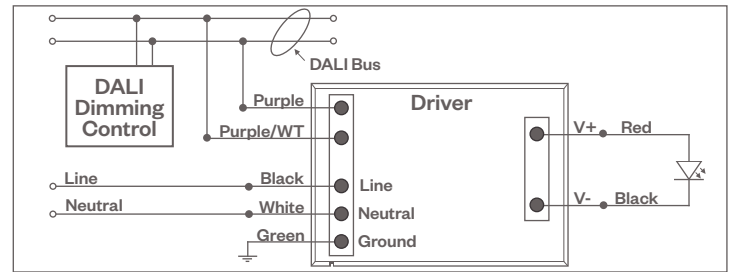 DALI Bus
DALI
Dimming
Control
Purple
Driver
Purple/WT
V+ Red
Line
Black
Line
V- Black
Neutral
White
Neutral
Green
Ground